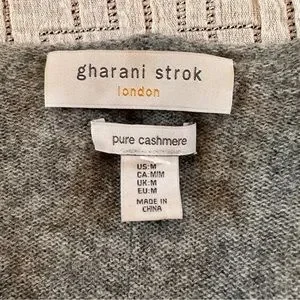 gharani strok
london
pure cashmere
US:M
CA:M/M
UK:M
EU:M
MADE IN
CHINA